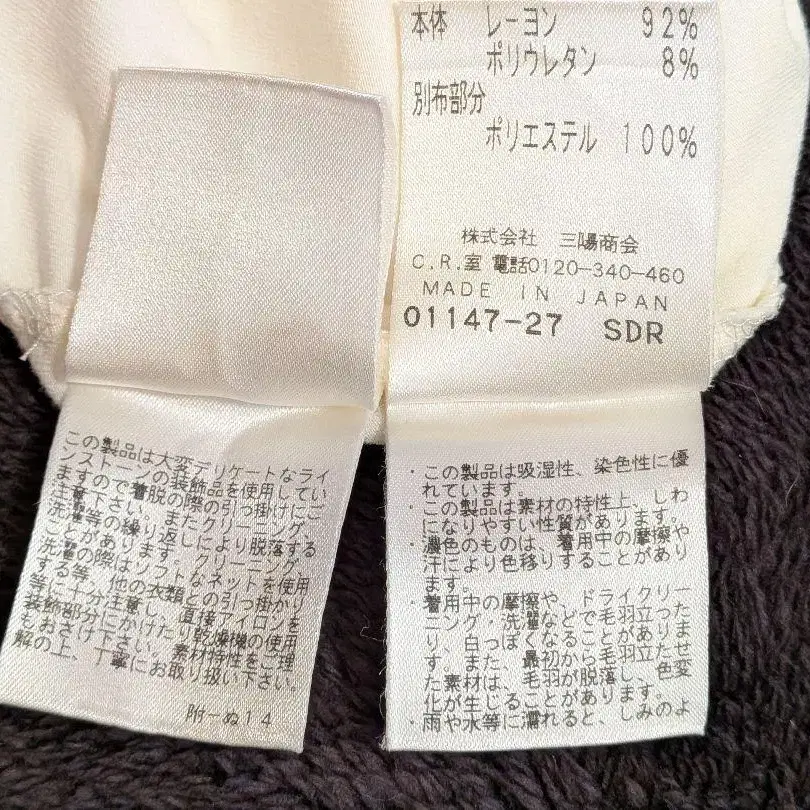 本体 レーヨン 92%
ポリウレタン 8%
別布部分
ポリエステル 100%
株式会社 三陽商会
C.R.室 電話0120-340-460
MADE IN JAPAN
01147-27 SDR
この製品は大変デリケートなライ
ンストーンの装飾品を使用してい
ますので着脱の際の引っ掛けにご
注意下さい。またクリーニング、
洗濯等の繰り返しにより脱落する
ことがあります。クリーニング、
洗濯の際はソフトなネットを使用
する等、他の衣類との引っ掛かり
等に十分注意し、直接アイロンを
装飾部分にかけたり乾燥機の使用
もおさけ下さい。素材特性をご理
解の上、丁寧にお取り扱い下さい。
附-ぬ14
・この製品は吸湿性、染色性に優
れています。
・この製品は素材の特性上、しわ
になりやすい性質があります。
・濃色のものは、着用中の摩擦や
汗により色移りすることがあり
ます。
・着用中の摩擦や、ドライクリー
ニング・洗濯などで毛羽立った
り、白っぽくなることがありま
す。また、最初から毛羽立たせ
た素材は、毛羽が脱落し、色変
化が生じることがあります。
・雨や水等に濡れると、しみのよ